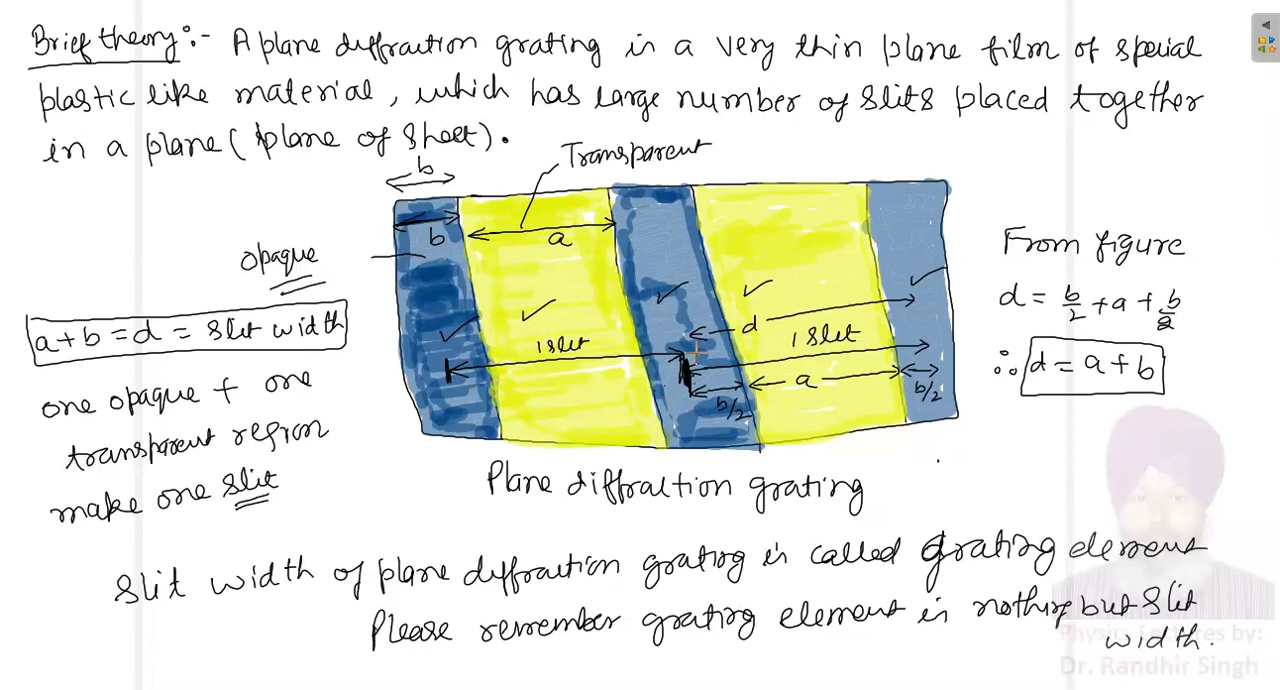 Brief theory:- A plane diffraction grating is a very thin plane film of special
plastic like material, which has large number of slits placed together
in a plane (plane of sheet).
b
Transparent
b
a
opaque
From figure
d = b/2 + a + b/2
d
a+b = d = slit width
1 slit
1 slit
∴ d = a+b
b/2
a
b/2
one opaque + one
transparent region
make one slit
Plane diffraction grating
Slit width of plane diffraction grating is called grating element
Please remember grating element is nothing but slit
width.
Physics Lectures by:
Dr. Randhir Singh